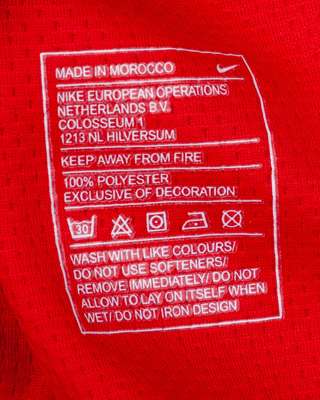 MADE IN MOROCCO
NIKE EUROPEAN OPERATIONS
NETHERLANDS B.V.
COLOSSEUM 1
1213 NL HILVERSUM
KEEP AWAY FROM FIRE
100% POLYESTER
EXCLUSIVE OF DECORATION
30
WASH WITH LIKE COLOURS/
DO NOT USE SOFTENERS/
REMOVE IMMEDIATELY/ DO NOT
ALLOW TO LAY ON ITSELF WHEN
WET/ DO NOT IRON DESIGN